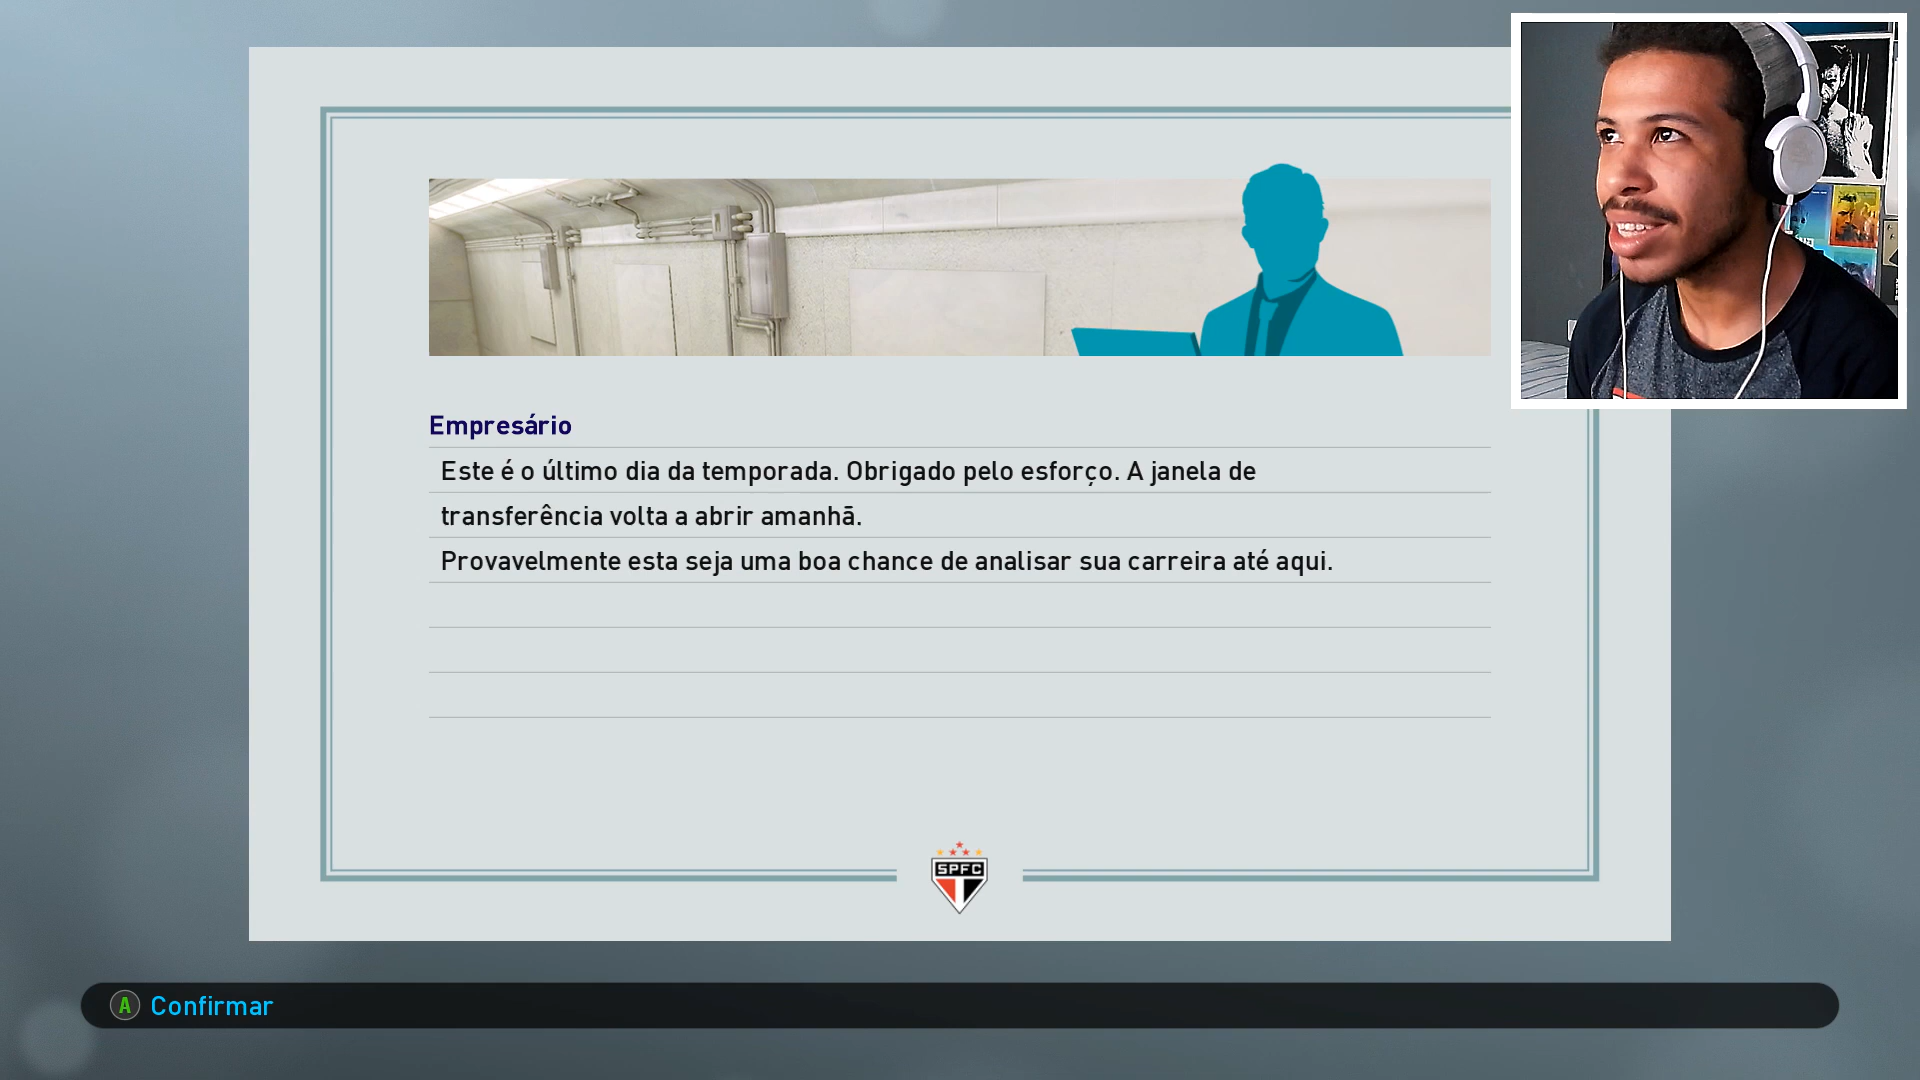 Empresário
Este é o último dia da temporada. Obrigado pelo esforço. A janela de
transferência volta a abrir amanhã.
Provavelmente esta seja uma boa chance de analisar sua carreira até aqui.
SPFC
A Confirmar